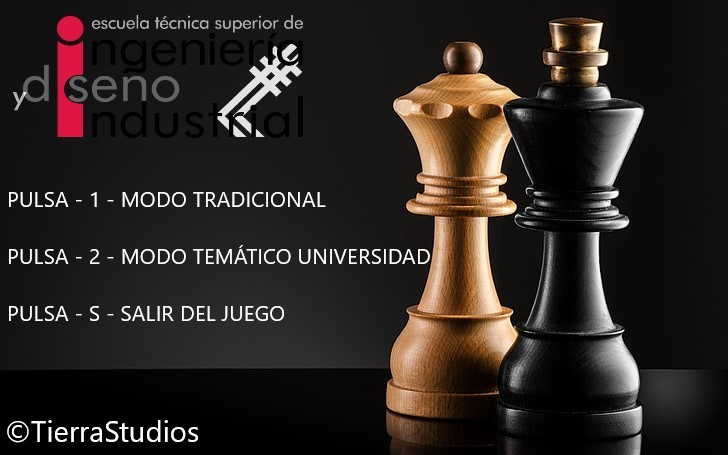 escuela técnica superior de
ingeniería
y diseno
industrial
PULSA - 1 - MODO TRADICIONAL
PULSA - 2 - MODO TEMÁTICO UNIVERSIDAD
PULSA - S - SALIR DEL JUEGO
©TierraStudios